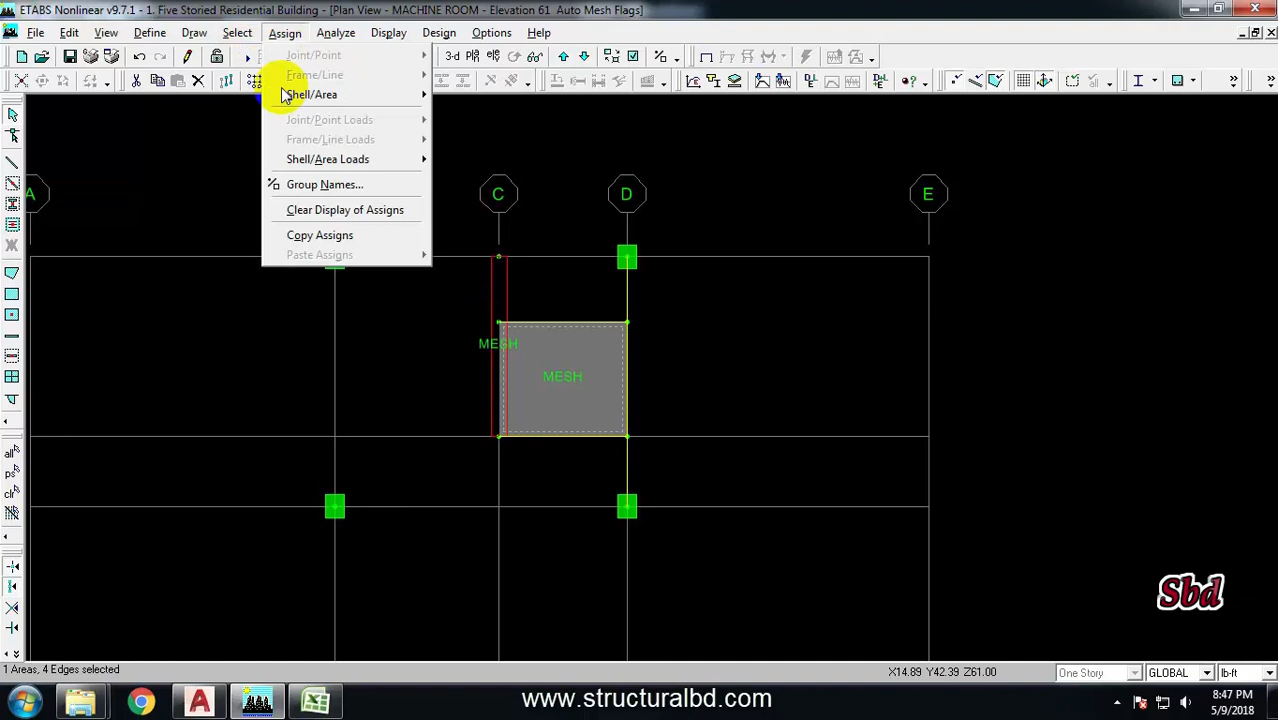 ETABS Nonlinear v9.7.1 - 1. Five Storied Residential Building - [Plan View - MACHINE ROOM - Elevation 61 Auto Mesh Flags]
File Edit View Define Draw Select Assign Analyze Display Design Options Help
Joint/Point
Frame/Line
Shell/Area
Joint/Point Loads
Frame/Line Loads
Shell/Area Loads
Group Names...
Clear Display of Assigns
Copy Assigns
Paste Assigns
3-d
all
ps
clr
A
C
D
E
MESH
MESH
Sbd
1 Areas, 4 Edges selected
X14.89 Y42.39 Z61.00
One Story
GLOBAL
lb-ft
www.structuralbd.com
8:47 PM
5/9/2018